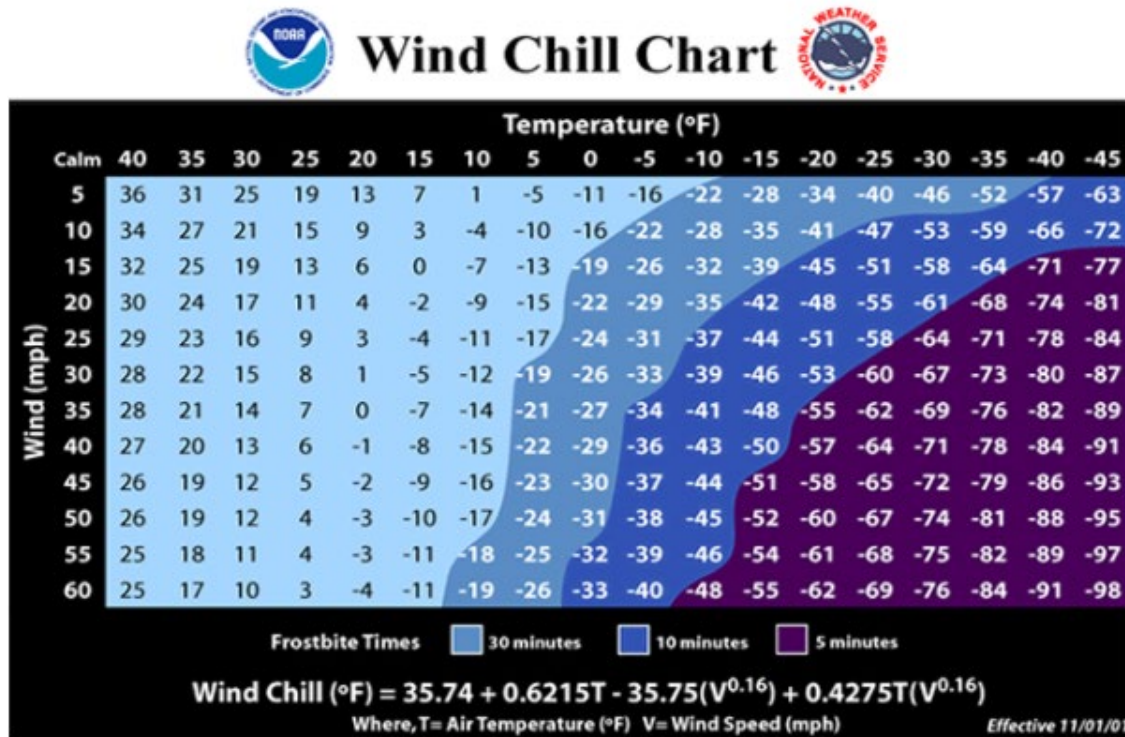 NOAA
Wind Chill Chart
NATIONAL WEATHER SERVICE
Temperature (°F)
Calm 40 35 30 25 20 15 10 5 0 -5 -10 -15 -20 -25 -30 -35 -40 -45
Wind (mph)
5 36 31 25 19 13 7 1 -5 -11 -16 -22 -28 -34 -40 -46 -52 -57 -63
10 34 27 21 15 9 3 -4 -10 -16 -22 -28 -35 -41 -47 -53 -59 -66 -72
15 32 25 19 13 6 0 -7 -13 -19 -26 -32 -39 -45 -51 -58 -64 -71 -77
20 30 24 17 11 4 -2 -9 -15 -22 -29 -35 -42 -48 -55 -61 -68 -74 -81
25 29 23 16 9 3 -4 -11 -17 -24 -31 -37 -44 -51 -58 -64 -71 -78 -84
30 28 22 15 8 1 -5 -12 -19 -26 -33 -39 -46 -53 -60 -67 -73 -80 -87
35 28 21 14 7 0 -7 -14 -21 -27 -34 -41 -48 -55 -62 -69 -76 -82 -89
40 27 20 13 6 -1 -8 -15 -22 -29 -36 -43 -50 -57 -64 -71 -78 -84 -91
45 26 19 12 5 -2 -9 -16 -23 -30 -37 -44 -51 -58 -65 -72 -79 -86 -93
50 26 19 12 4 -3 -10 -17 -24 -31 -38 -45 -52 -60 -67 -74 -81 -88 -95
55 25 18 11 4 -3 -11 -18 -25 -32 -39 -46 -54 -61 -68 -75 -82 -89 -97
60 25 17 10 3 -4 -11 -19 -26 -33 -40 -48 -55 -62 -69 -76 -84 -91 -98
Frostbite Times 30 minutes 10 minutes 5 minutes
Wind Chill (°F) = 35.74 + 0.6215T - 35.75(V^0.16) + 0.4275T(V^0.16)
Where, T= Air Temperature (°F) V= Wind Speed (mph) Effective 11/01/01